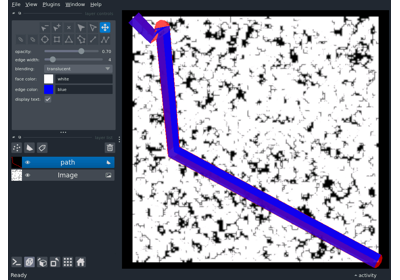 File View Plugins Window Help
opacity: 0.70
edge width: 4
blending: translucent
face color: white
edge color: blue
display text: ✓
path
Image
activity